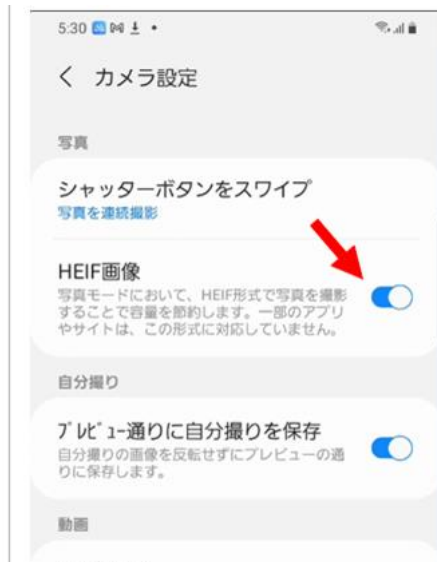 5:30
カメラ設定
写真
シャッターボタンをスワイプ
写真を連続撮影
HEIF画像
写真モードにおいて、HEIF形式で写真を撮影
することで容量を節約します。一部のアプリ
やサイトは、この形式に対応していません。
自分撮り
プレビュー通りに自分撮りを保存
自分撮りの画像を反転せずにプレビューの通
りに保存します。
動画